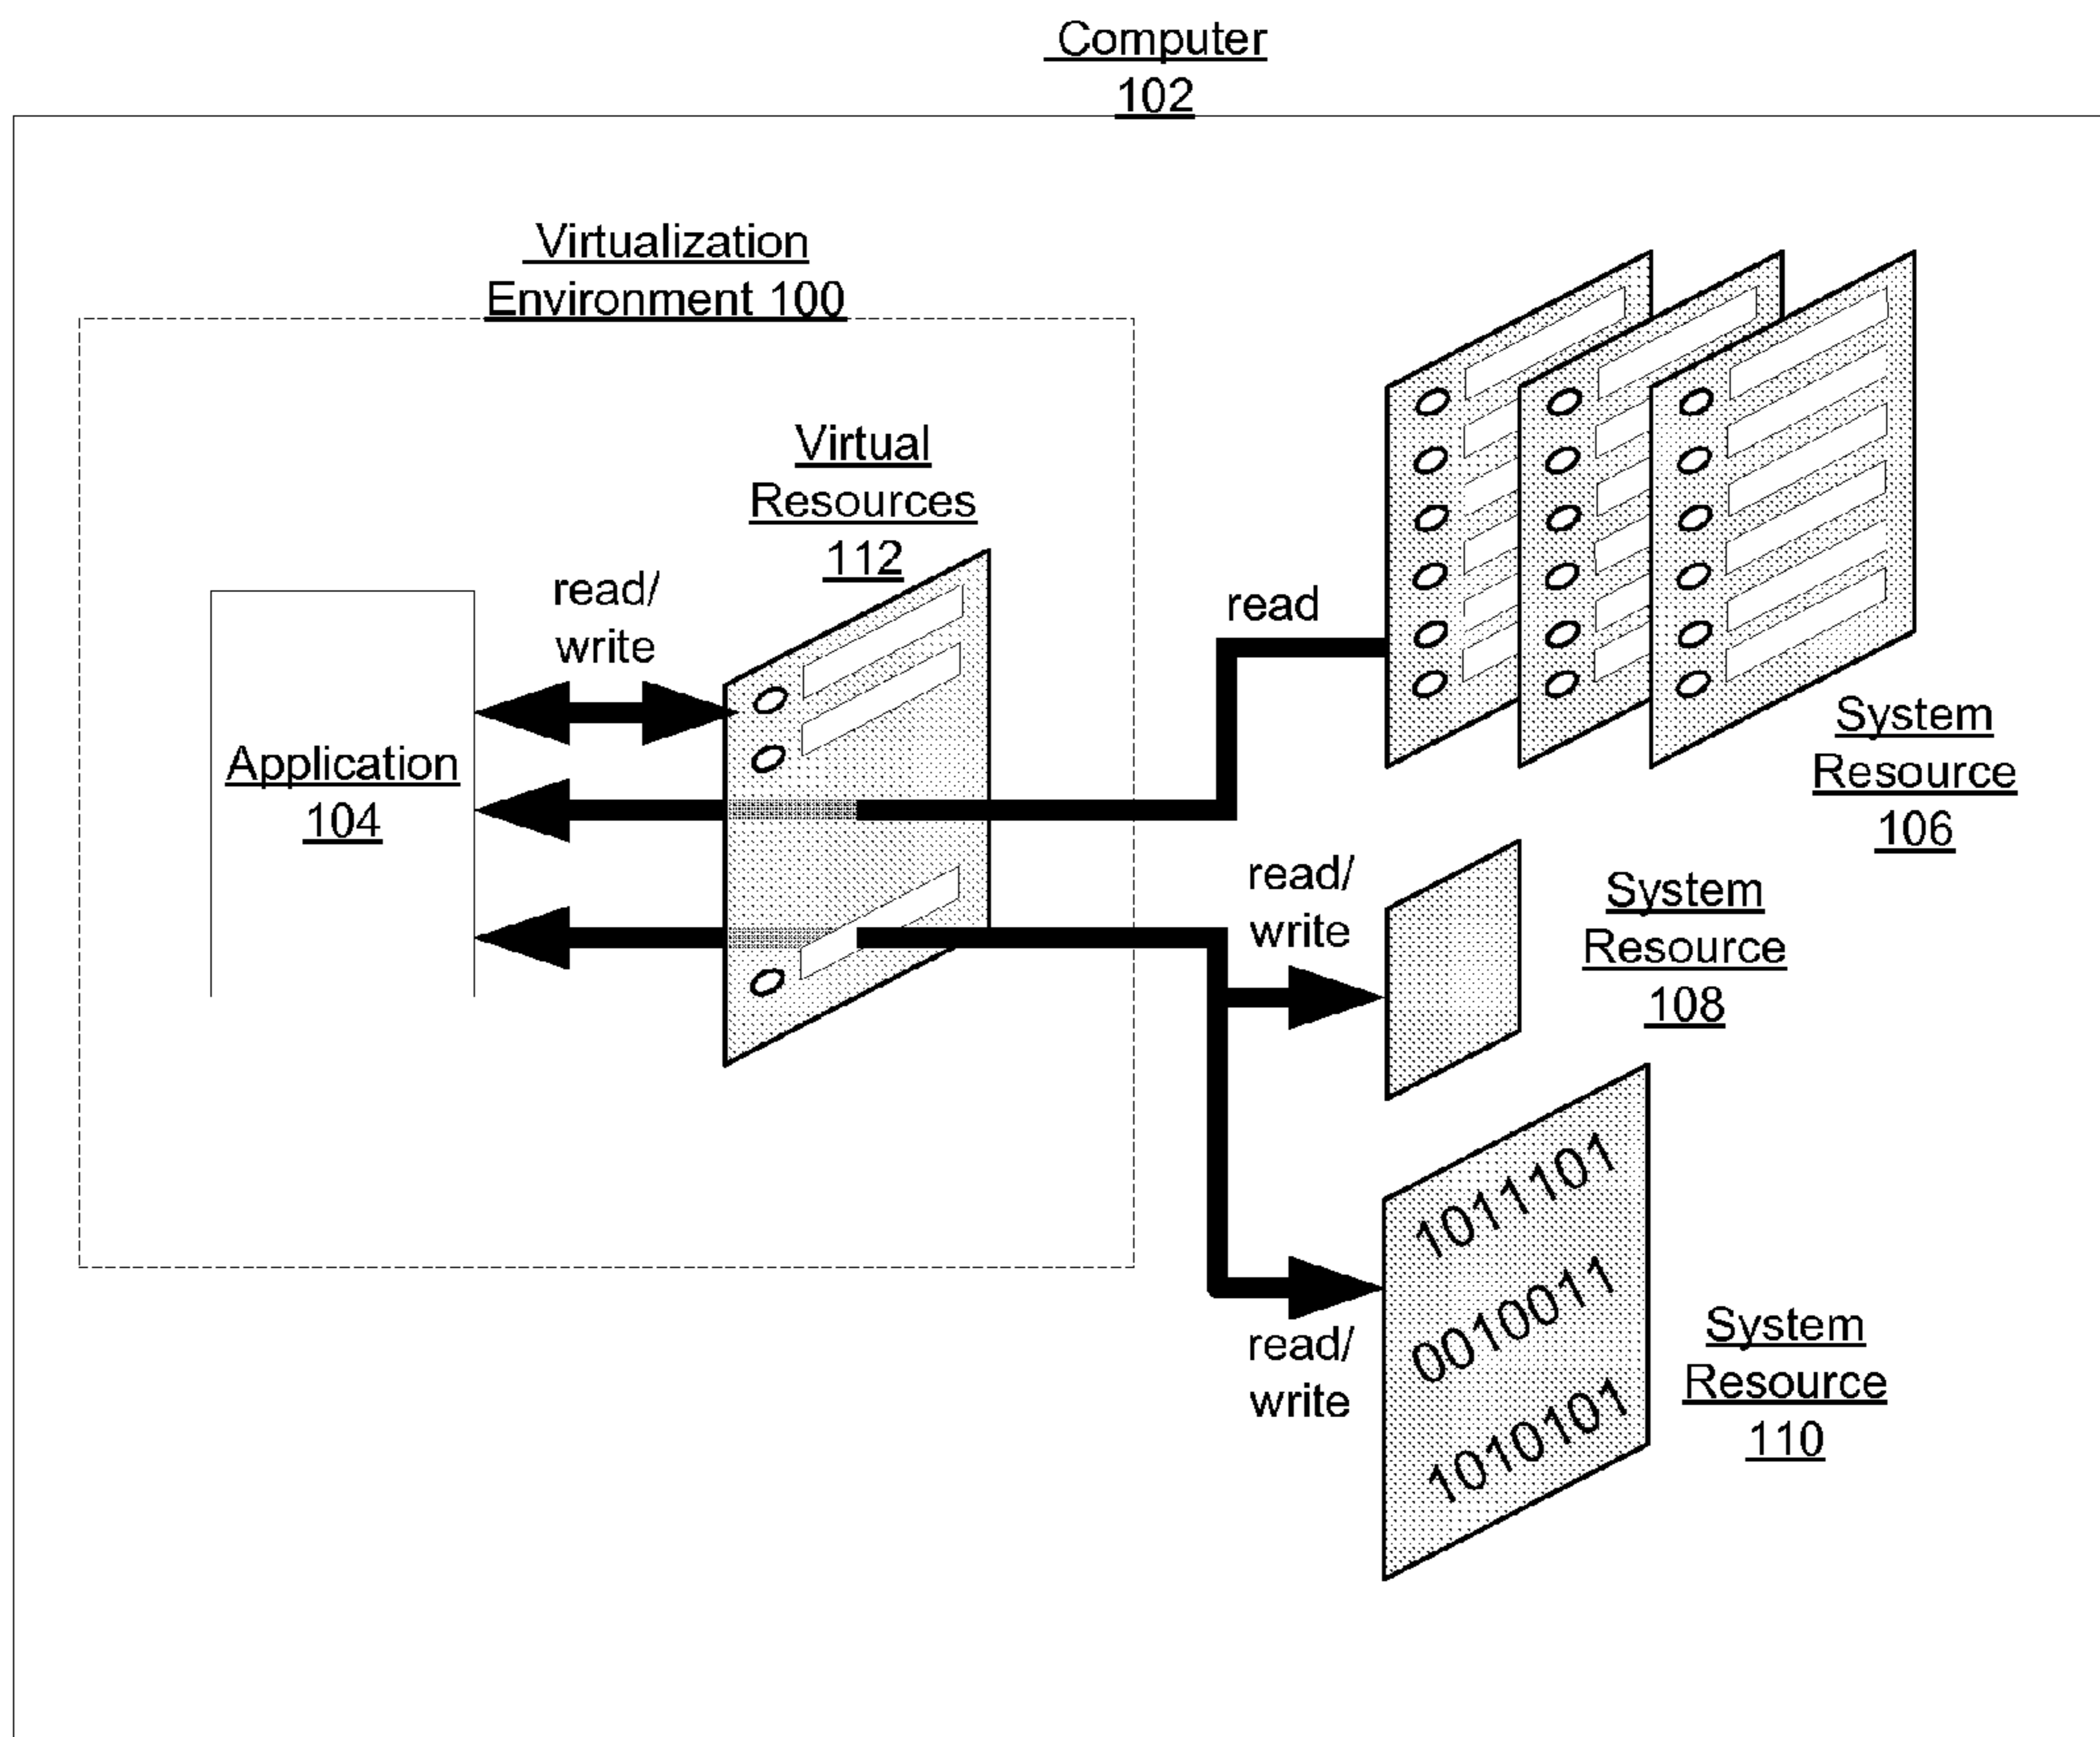 Computer
102
Virtualization
Environment 100
Virtual
Resources
112
read/
write
Application
104
read
System
Resource
106
read/
write
System
Resource
108
1011101
0010011
1010101
read/
write
System
Resource
110